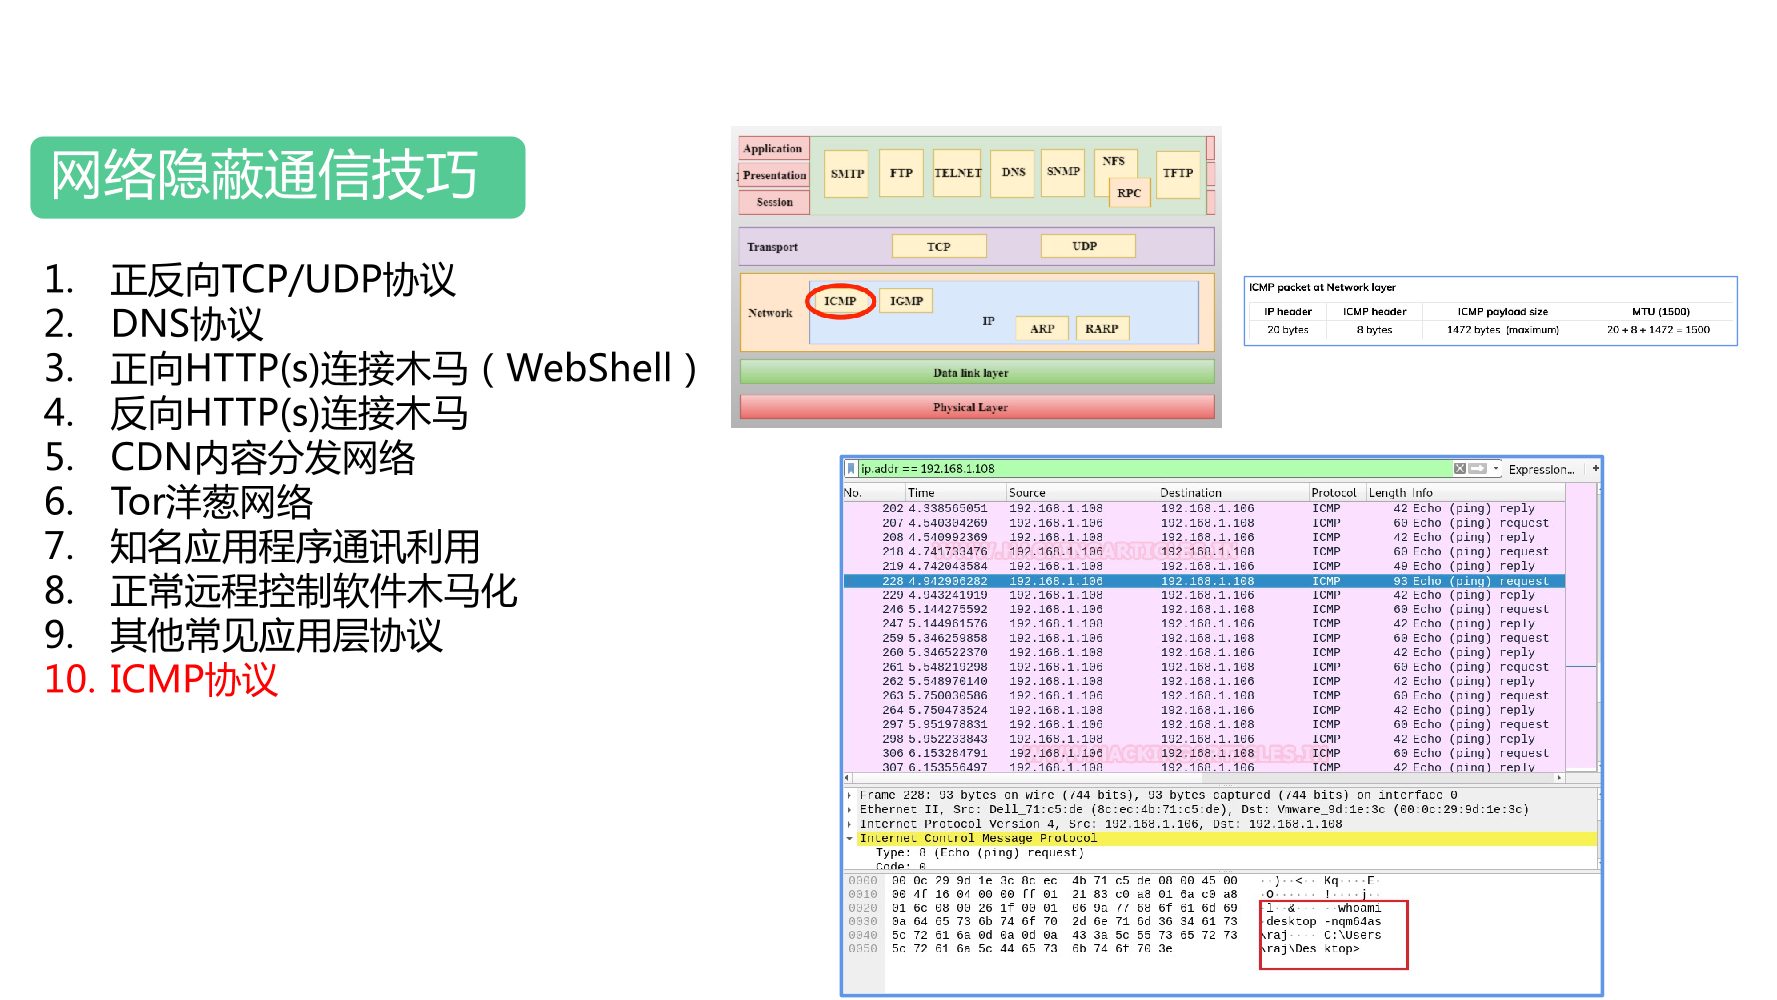 网络隐蔽通信技巧
1. 正反向TCP/UDP协议
2. DNS协议
3. 正向HTTP(s)连接木马（WebShell）
4. 反向HTTP(s)连接木马
5. CDN内容分发网络
6. Tor洋葱网络
7. 知名应用程序通讯利用
8. 正常远程控制软件木马化
9. 其他常见应用层协议
10. ICMP协议
Application
Presentation
Session
SMTP FTP TELNET DNS SNMP NFS RPC TFTP
Transport TCP UDP
Network ICMP IGMP IP ARP RARP
Data link layer
Physical Layer
ICMP packet at Network layer
IP header ICMP header ICMP payload size MTU (1500)
20 bytes 8 bytes 1472 bytes (maximum) 20 + 8 + 1472 = 1500
ip.addr == 192.168.1.108 Expression... +
No. Time Source Destination Protocol Length Info
202 4.338565051 192.168.1.108 192.168.1.106 ICMP 42 Echo (ping) reply
207 4.540304269 192.168.1.106 192.168.1.108 ICMP 60 Echo (ping) request
208 4.540992369 192.168.1.108 192.168.1.106 ICMP 42 Echo (ping) reply
218 4.741733476 192.168.1.106 192.168.1.108 ICMP 60 Echo (ping) request
219 4.742043584 192.168.1.108 192.168.1.106 ICMP 49 Echo (ping) reply
228 4.942906282 192.168.1.106 192.168.1.108 ICMP 93 Echo (ping) request
229 4.943241919 192.168.1.108 192.168.1.106 ICMP 42 Echo (ping) reply
246 5.144275592 192.168.1.106 192.168.1.108 ICMP 60 Echo (ping) request
247 5.144961576 192.168.1.108 192.168.1.106 ICMP 42 Echo (ping) reply
259 5.346259858 192.168.1.106 192.168.1.108 ICMP 60 Echo (ping) request
260 5.346522370 192.168.1.108 192.168.1.106 ICMP 42 Echo (ping) reply
261 5.548219298 192.168.1.106 192.168.1.108 ICMP 60 Echo (ping) request
262 5.548970140 192.168.1.108 192.168.1.106 ICMP 42 Echo (ping) reply
263 5.750030586 192.168.1.106 192.168.1.108 ICMP 60 Echo (ping) request
264 5.750473524 192.168.1.108 192.168.1.106 ICMP 42 Echo (ping) reply
297 5.951978831 192.168.1.106 192.168.1.108 ICMP 60 Echo (ping) request
298 5.952233843 192.168.1.108 192.168.1.106 ICMP 42 Echo (ping) reply
306 6.153284791 192.168.1.106 192.168.1.108 ICMP 60 Echo (ping) request
307 6.153556497 192.168.1.108 192.168.1.106 ICMP 42 Echo (ping) reply
Frame 228: 93 bytes on wire (744 bits), 93 bytes captured (744 bits) on interface 0
Ethernet II, Src: Dell_71:c5:de (8c:ec:4b:71:c5:de), Dst: Vmware_9d:1e:3c (00:0c:29:9d:1e:3c)
Internet Protocol Version 4, Src: 192.168.1.106, Dst: 192.168.1.108
Internet Control Message Protocol
Type: 8 (Echo (ping) request)
Code: 0
0000 00 0c 29 9d 1e 3c 8c ec 4b 71 c5 de 08 00 45 00 ··)··<·· Kq····E·
0010 00 4f 16 04 00 00 ff 01 21 83 c0 a8 01 6a c0 a8 ·O······ !····j··
0020 01 6c 08 00 26 1f 00 01 06 9a 77 68 6f 61 6d 69 ·l··&··· ··whoami
0030 0a 64 65 73 6b 74 6f 70 2d 6e 71 6d 36 34 61 73 ·desktop -nqm64as
0040 5c 72 61 6a 0d 0a 0d 0a 43 3a 5c 55 73 65 72 73 \raj···· C:\Users
0050 5c 72 61 6a 5c 44 65 73 6b 74 6f 70 3e \raj\Des ktop>